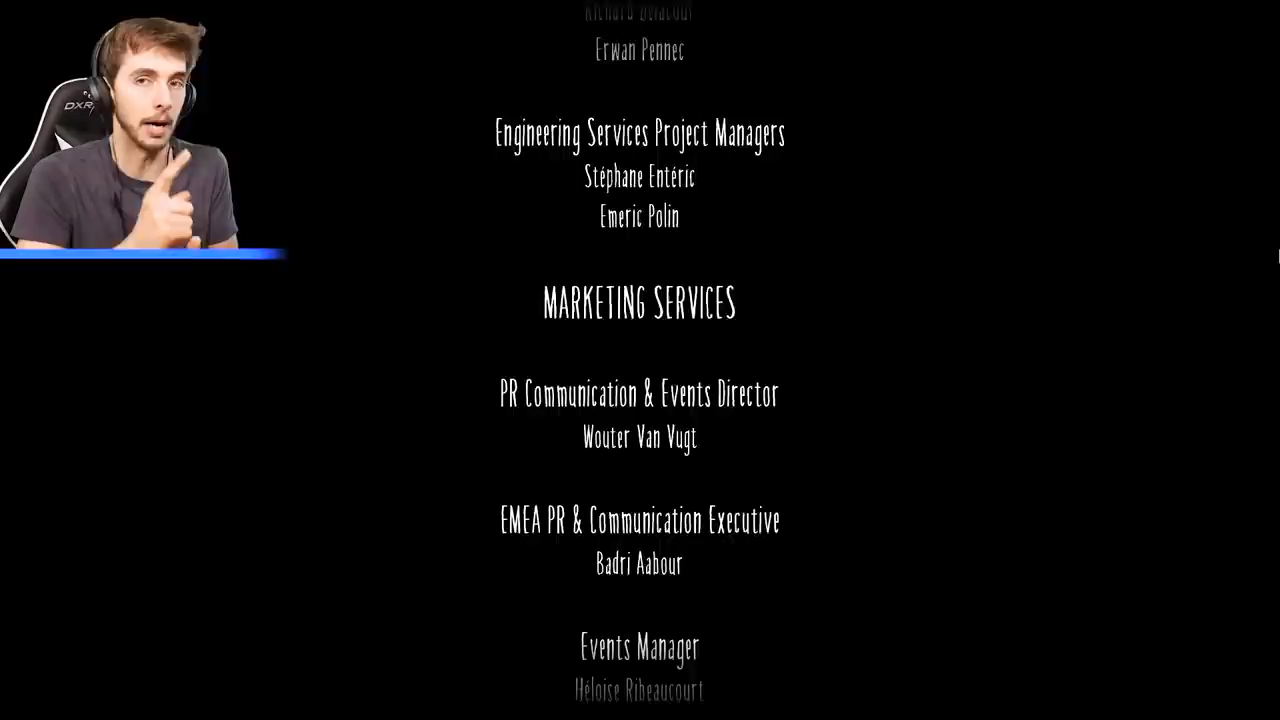 Erwan Pennec
Engineering Services Project Managers
Stéphane Entéric
Emeric Polin
MARKETING SERVICES
PR Communication & Events Director
Wouter Van Vugt
EMEA PR & Communication Executive
Badri Aabour
Events Manager
Héloise Ribeaucourt